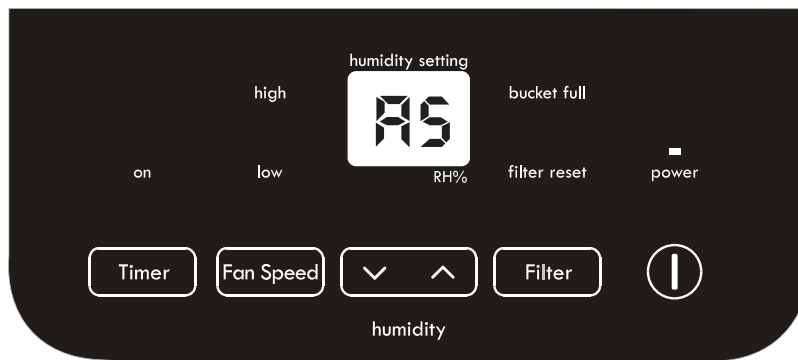 humidity setting
high
AS
bucket full
on
low
RH%
filter reset
power
Timer
Fan Speed
Filter
humidity